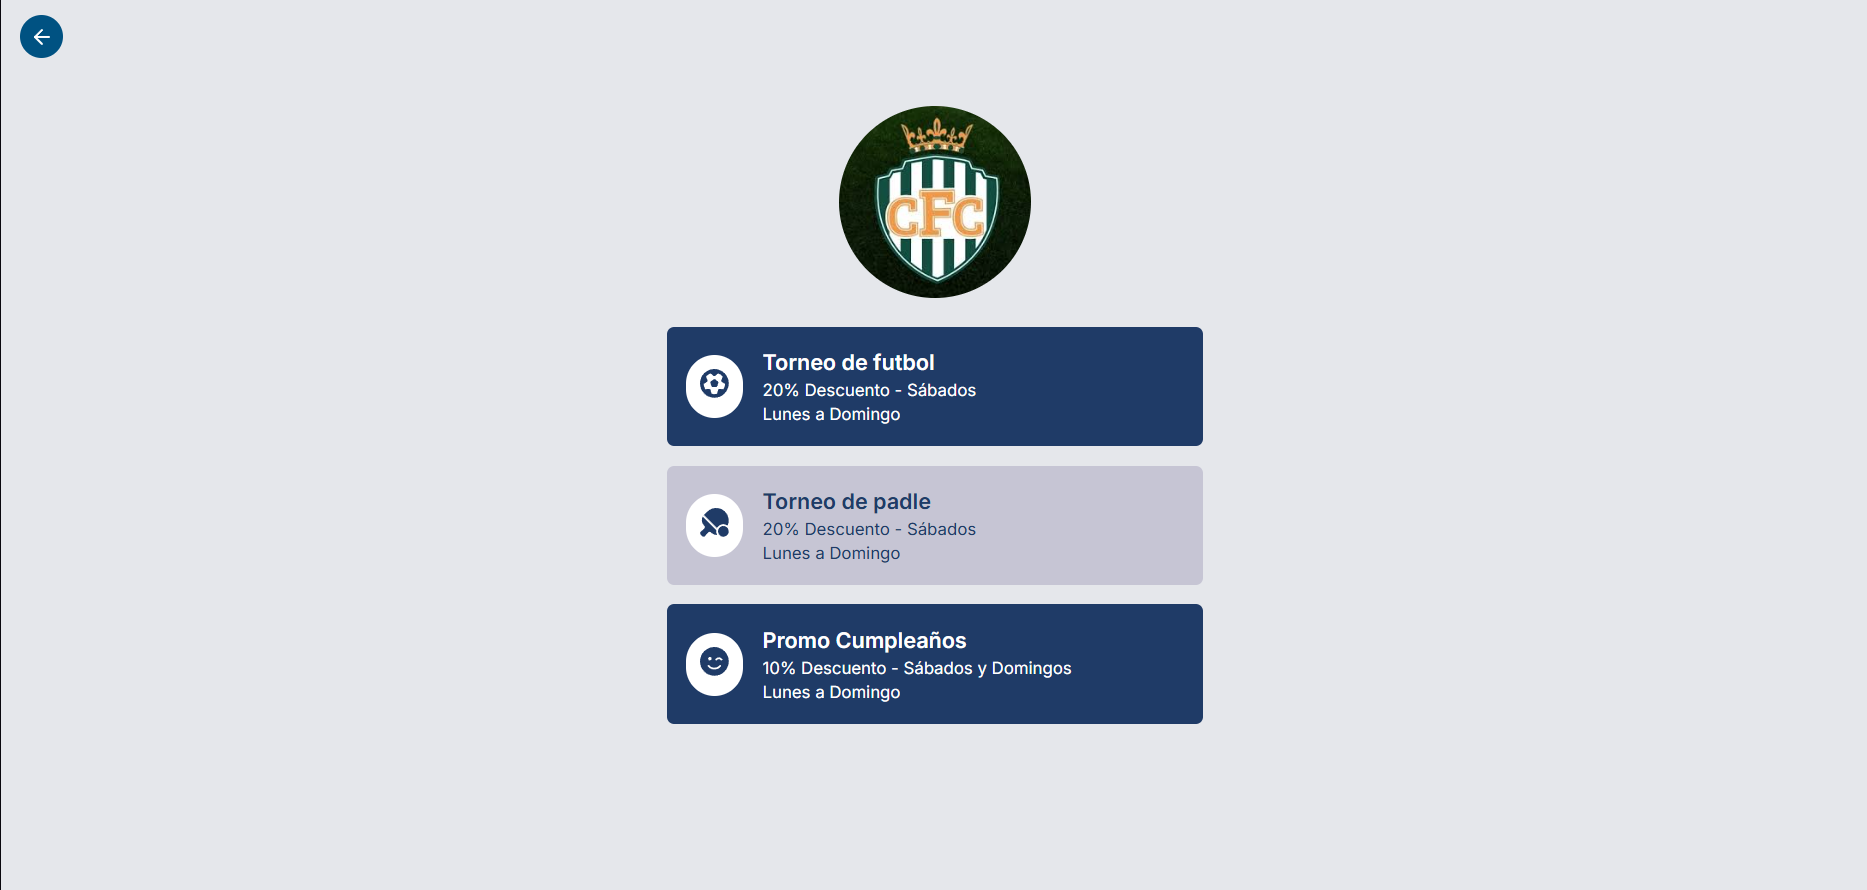 CFC
Torneo de futbol
20% Descuento - Sábados
Lunes a Domingo
Torneo de padle
20% Descuento - Sábados
Lunes a Domingo
Promo Cumpleaños
10% Descuento - Sábados y Domingos
Lunes a Domingo